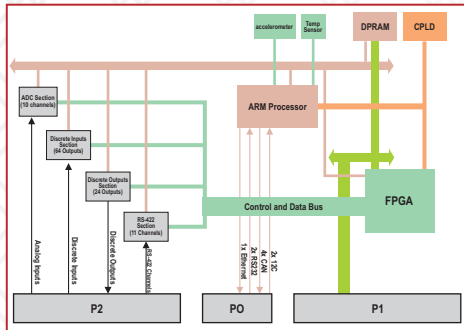 accelerometer
Temp
Sensor
DPRAM
CPLD
ADC Section
(10 channels)
ARM Processor
Discrete Inputs
Section
(64 Outputs)
Discrete Outputs
Section
(24 Outputs)
RS-422
Section
(11 Channels)
Control and Data Bus
FPGA
Analog Inputs
Discrete Inputs
Discrete Outputs
RS-422 Channels
1x Ethernet
2x RS232
4x CAN
2x 12C
P2
PO
P1